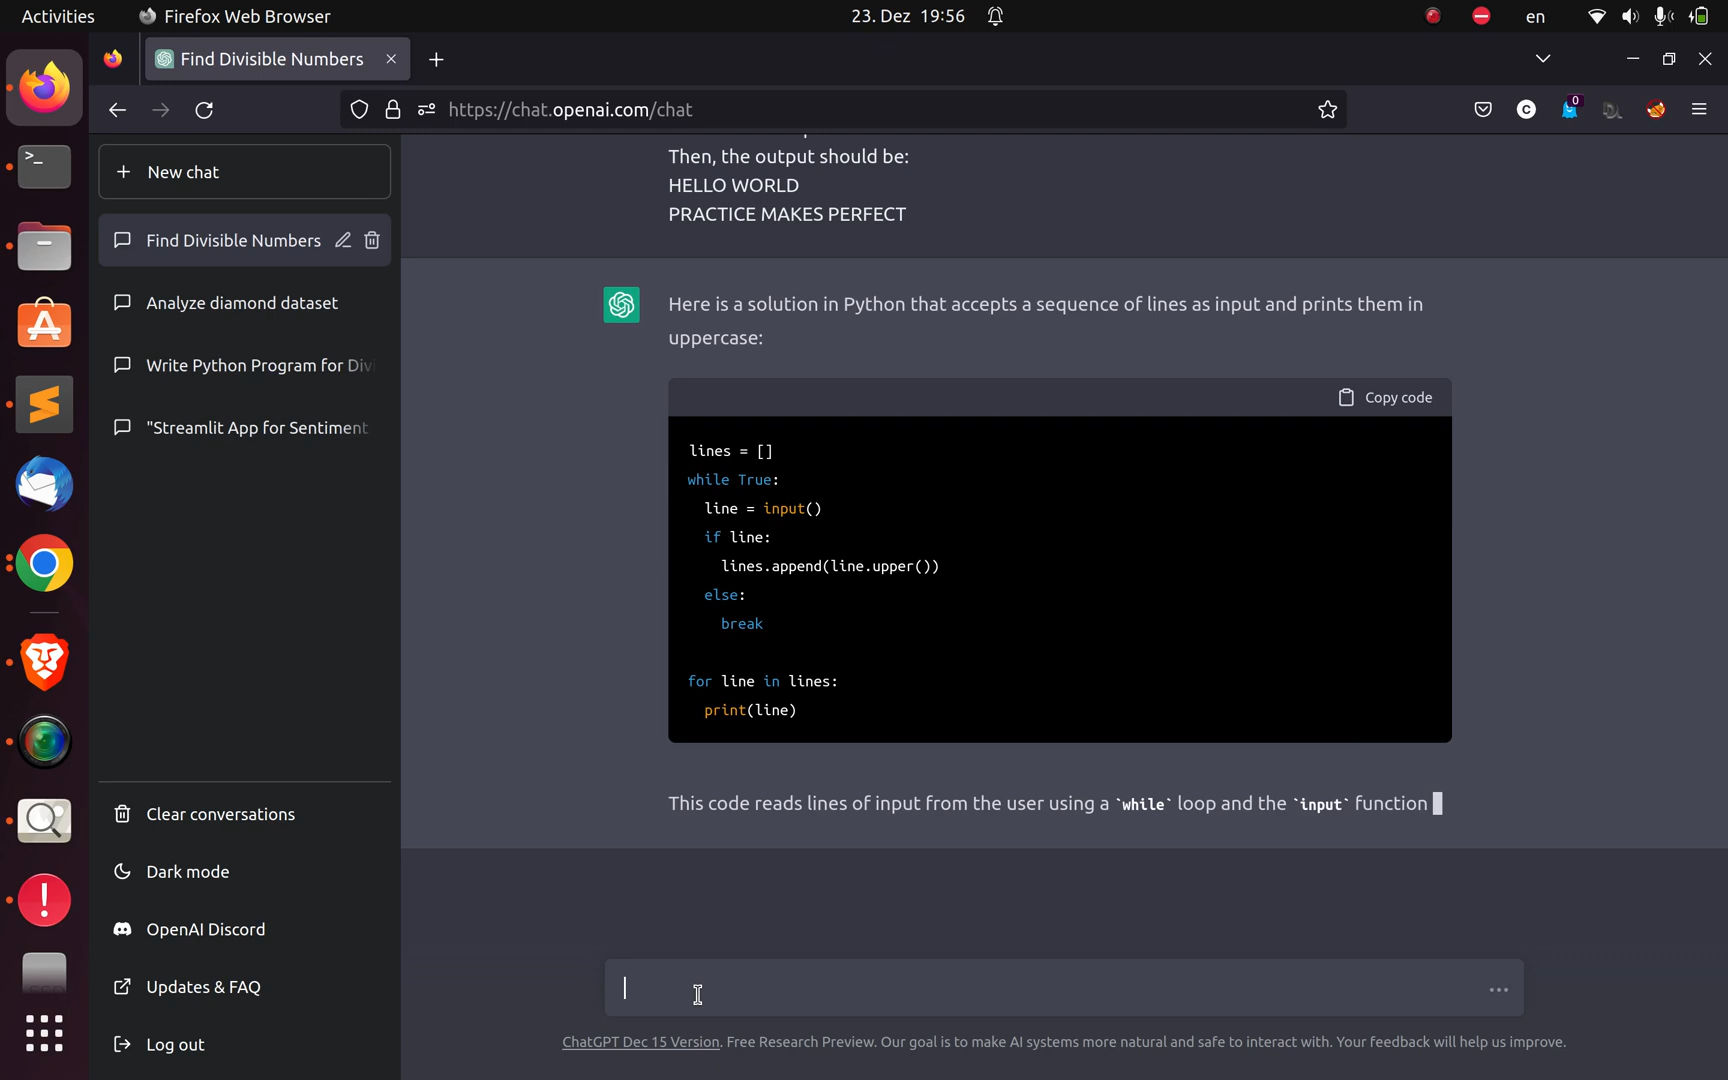 Activities
Firefox Web Browser
23. Dez 19:56
en
Find Divisible Numbers
https://chat.openai.com/chat
C
0
DL
New chat
Find Divisible Numbers
Analyze diamond dataset
Write Python Program for Divi
"Streamlit App for Sentiment
Clear conversations
Dark mode
OpenAI Discord
Updates & FAQ
Log out
Then, the output should be:
HELLO WORLD
PRACTICE MAKES PERFECT
Here is a solution in Python that accepts a sequence of lines as input and prints them in
uppercase:
Copy code
lines = []
while True:
line = input()
if line:
lines.append(line.upper())
else:
break
for line in lines:
print(line)
This code reads lines of input from the user using a `while` loop and the `input` function
ChatGPT Dec 15 Version. Free Research Preview. Our goal is to make AI systems more natural and safe to interact with. Your feedback will help us improve.